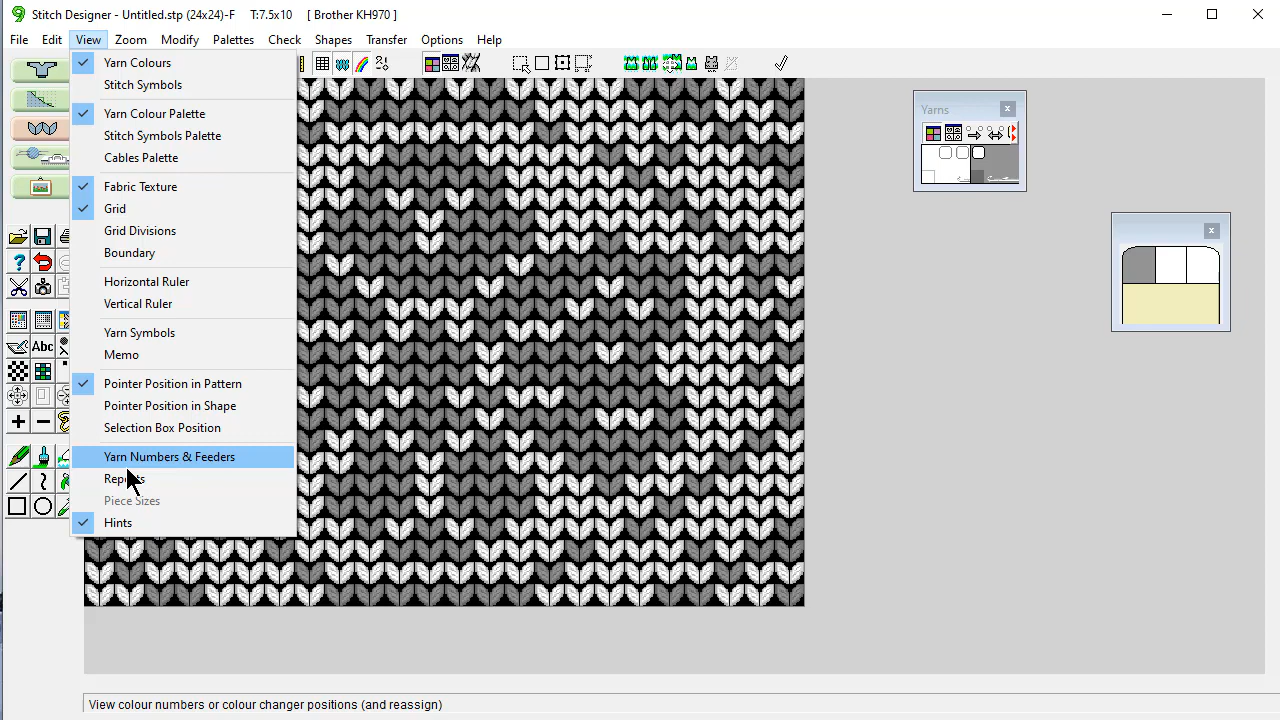 Stitch Designer - Untitled.stp (24x24)-F T:7.5x10 [ Brother KH970 ]
File Edit View Zoom Modify Palettes Check Shapes Transfer Options Help
Yarn Colours
Stitch Symbols
Yarn Colour Palette
Stitch Symbols Palette
Cables Palette
Fabric Texture
Grid
Grid Divisions
Boundary
Horizontal Ruler
Vertical Ruler
Yarn Symbols
Memo
Pointer Position in Pattern
Pointer Position in Shape
Selection Box Position
Yarn Numbers & Feeders
Piece Sizes
Hints
Abc
Yarns
View colour numbers or colour changer positions (and reassign)